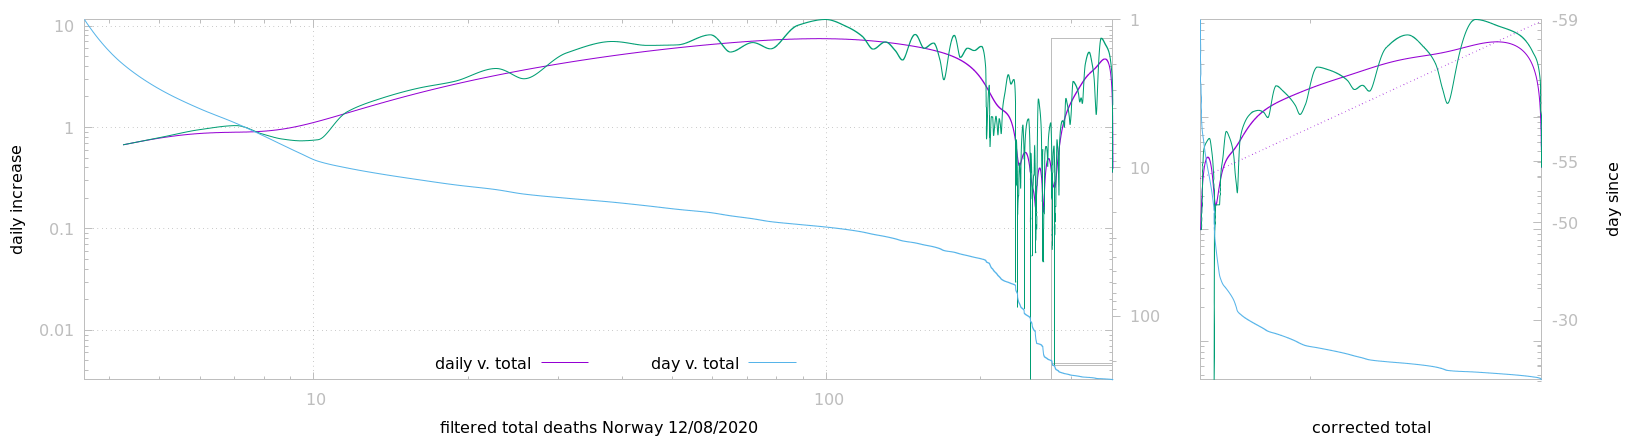 10
1
0.1
0.01
daily increase
1
10
100
10
100
daily v. total
day v. total
filtered total deaths Norway 12/08/2020
-59
-55
-50
-30
day since
corrected total